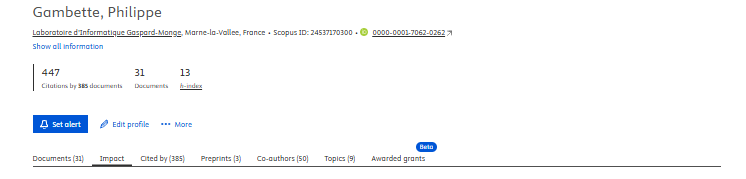 Gambette, Philippe
Laboratoire d'Informatique Gaspard-Monge, Marne-la-Vallee, France • Scopus ID: 24537170300 • 0000-0001-7062-0262
Show all information
447 31 13
Citations by 385 documents Documents h-index
Set alert Edit profile More
Beta
Documents (31) Impact Cited by (385) Preprints (3) Co-authors (50) Topics (9) Awarded grants